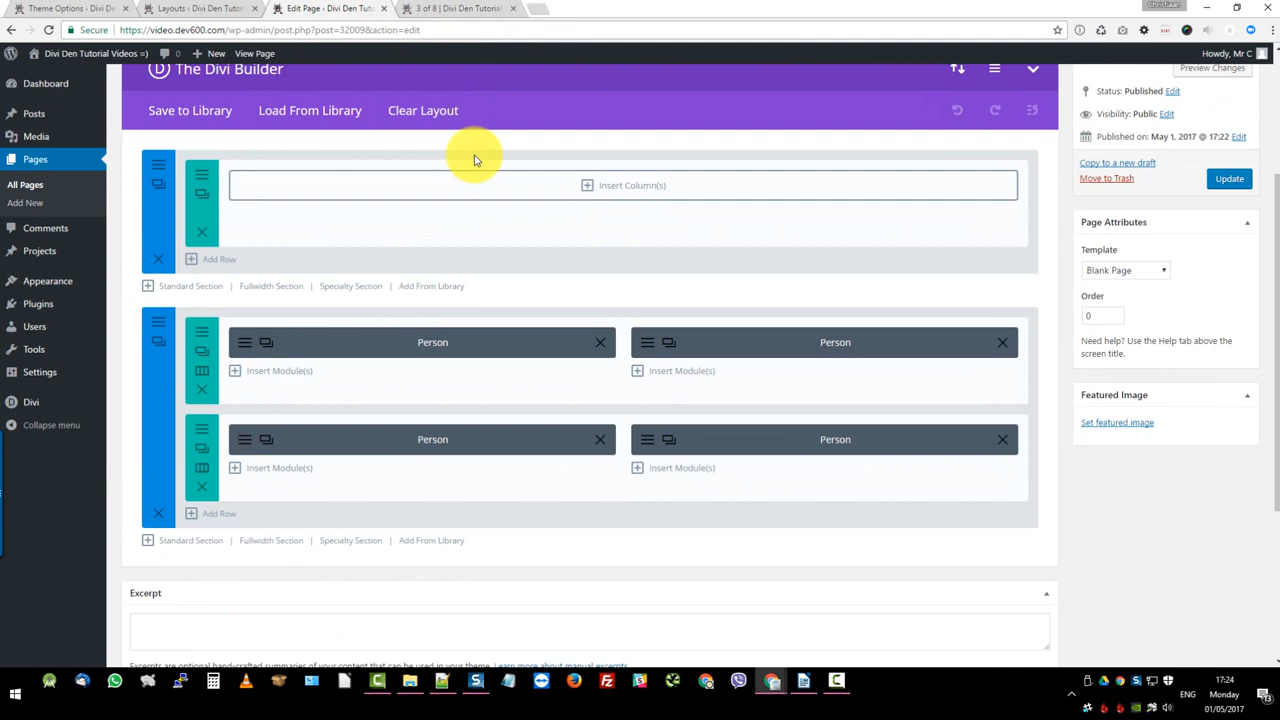 Christiaan
Theme Options ‹ Divi De
Layouts ‹ Divi Den Tutori
Edit Page ‹ Divi Den Tuto
3 of 8 | Divi Den Tutorial
Secure
https://video.dev600.com/wp-admin/post.php?post=32009&action=edit
Divi Den Tutorial Videos =)
0
New
View Page
Howdy, Mr C
Dashboard
Posts
Media
Pages
All Pages
Add New
Comments
Projects
Appearance
Plugins
Users
Tools
Settings
Divi
Collapse menu
D
The Divi Builder
Save to Library
Load From Library
Clear Layout
Insert Column(s)
Add Row
Standard Section | Fullwidth Section | Specialty Section | Add From Library
Person
Person
Insert Module(s)
Insert Module(s)
Person
Person
Insert Module(s)
Insert Module(s)
Add Row
Standard Section | Fullwidth Section | Specialty Section | Add From Library
Excerpt
Excerpts are optional hand-crafted summaries of your content that can be used in your theme. Learn more about manual excerpts.
Preview Changes
Status: Published Edit
Visibility: Public Edit
Published on: May 1, 2017 @ 17:22 Edit
Copy to a new draft
Move to Trash
Update
Page Attributes
Template
Blank Page
Order
0
Need help? Use the Help tab above the
screen title.
Featured Image
Set featured image
ENG
17:24
Monday
01/05/2017